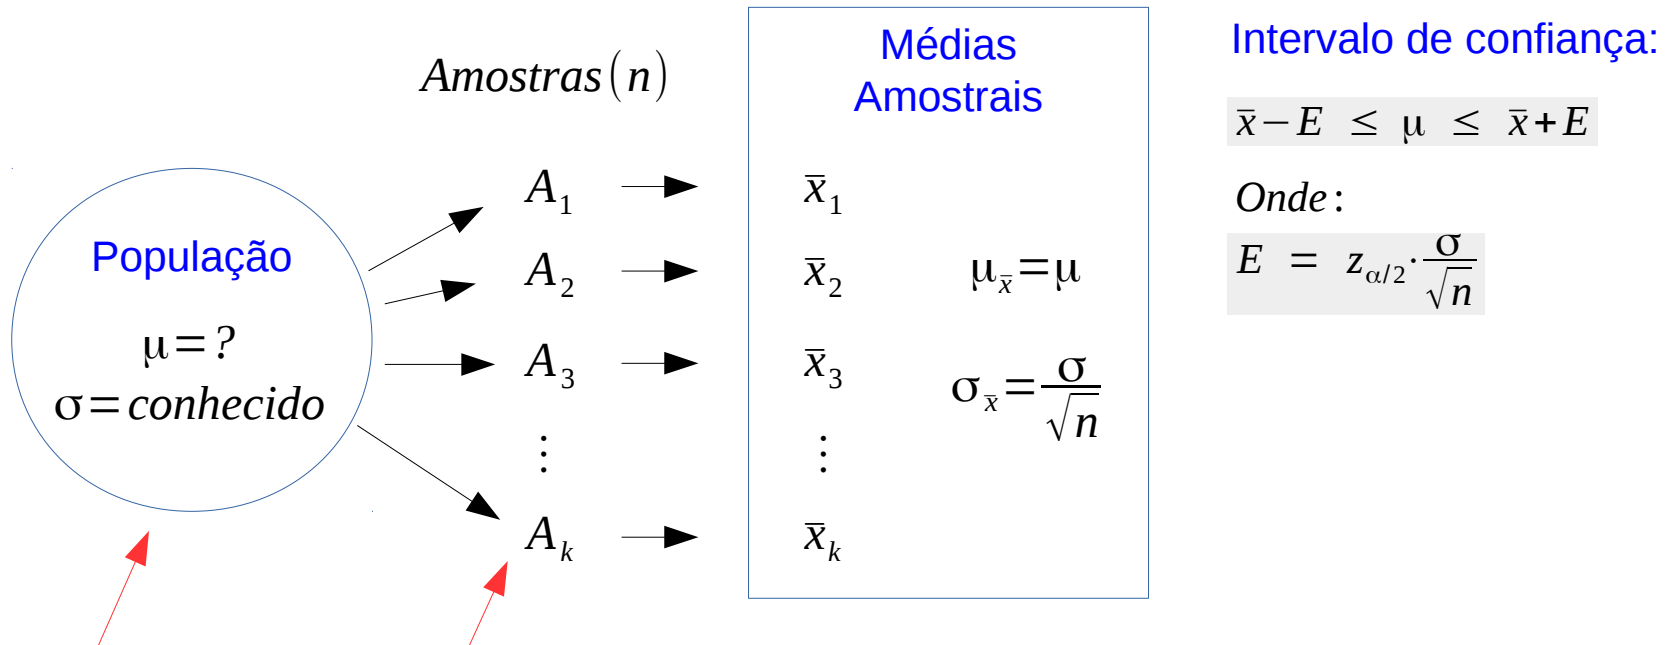 Amostras(n)
Médias
Amostrais
Intervalo de confiança:
x̄−E ≤ μ ≤ x̄+E
Onde:
E = z_{α/2}·σ/√n
População
μ=?
σ=conhecido
A₁
A₂
A₃
⋮
A_k
x̄₁
x̄₂
x̄₃
⋮
x̄_k
μ_x̄=μ
σ_x̄=σ/√n